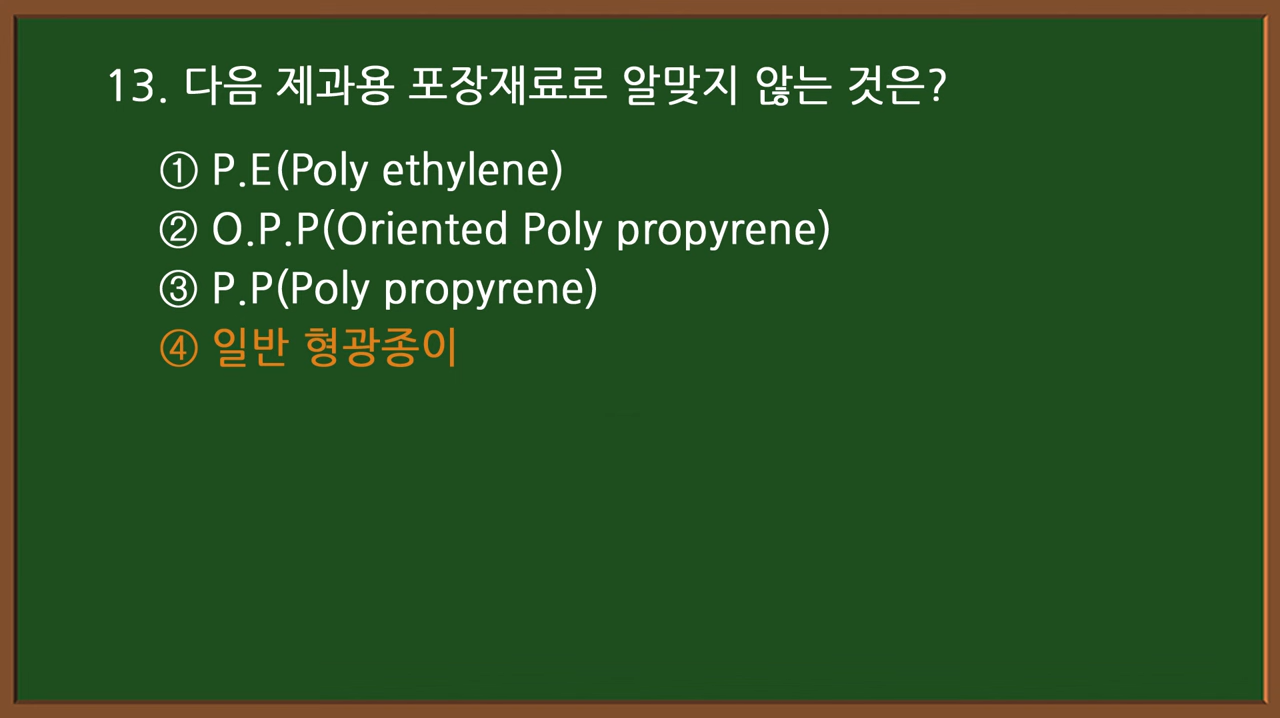 13. 다음 제과용 포장재료로 알맞지 않는 것은?
① P.E(Poly ethylene)
② O.P.P(Oriented Poly propyrene)
③ P.P(Poly propyrene)
④ 일반 형광종이